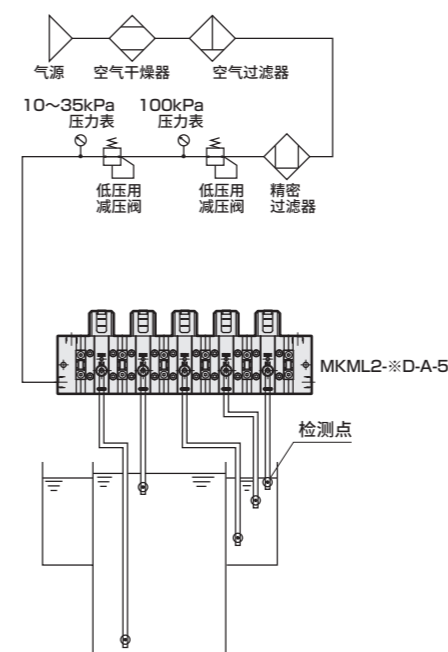 气源
空气干燥器
空气过滤器
10～35kPa
压力表
100kPa
压力表
低压用
减压阀
低压用
减压阀
精密
过滤器
MKML2-※D-A-5
检测点